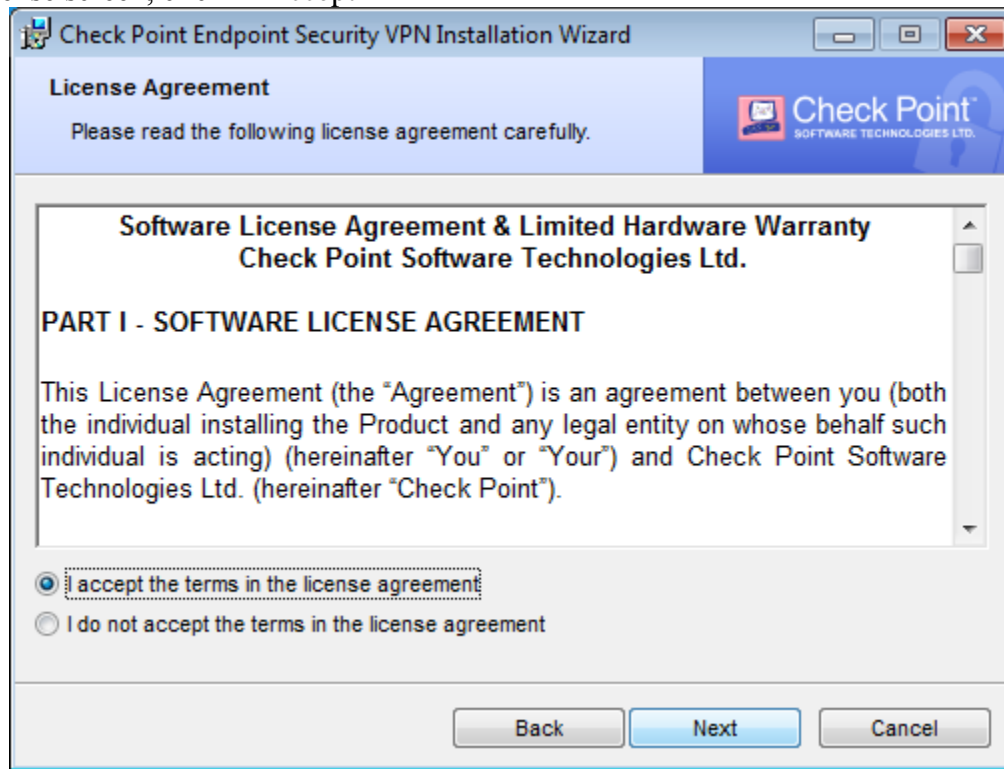 Check Point Endpoint Security VPN Installation Wizard
License Agreement
Please read the following license agreement carefully.
Check Point™
SOFTWARE TECHNOLOGIES LTD.
Software License Agreement & Limited Hardware Warranty
Check Point Software Technologies Ltd.
PART I - SOFTWARE LICENSE AGREEMENT
This License Agreement (the “Agreement”) is an agreement between you (both
the individual installing the Product and any legal entity on whose behalf such
individual is acting) (hereinafter “You” or “Your”) and Check Point Software
Technologies Ltd. (hereinafter “Check Point”).
I accept the terms in the license agreement
I do not accept the terms in the license agreement
Back Next Cancel